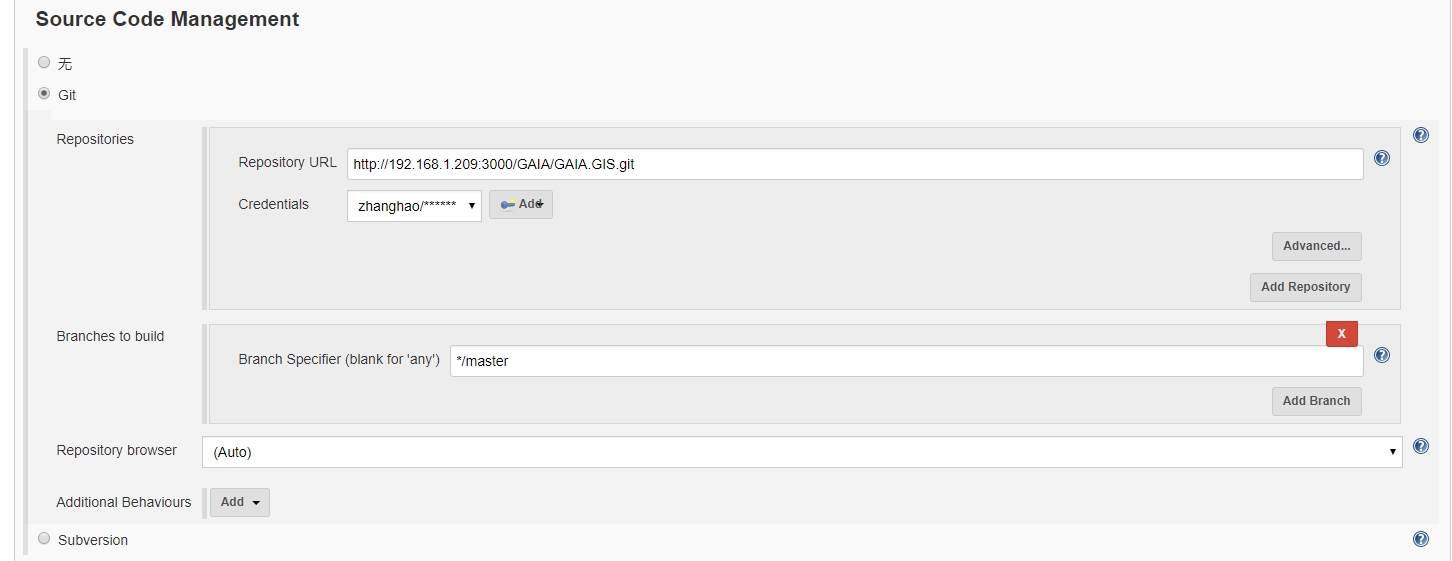 Source Code Management
无
Git
Repositories
Repository URL http://192.168.1.209:3000/GAIA/GAIA.GIS.git
Credentials zhanghao/****** Add
Advanced...
Add Repository
Branches to build
X
Branch Specifier (blank for 'any') */master
Add Branch
Repository browser (Auto)
Additional Behaviours Add
Subversion